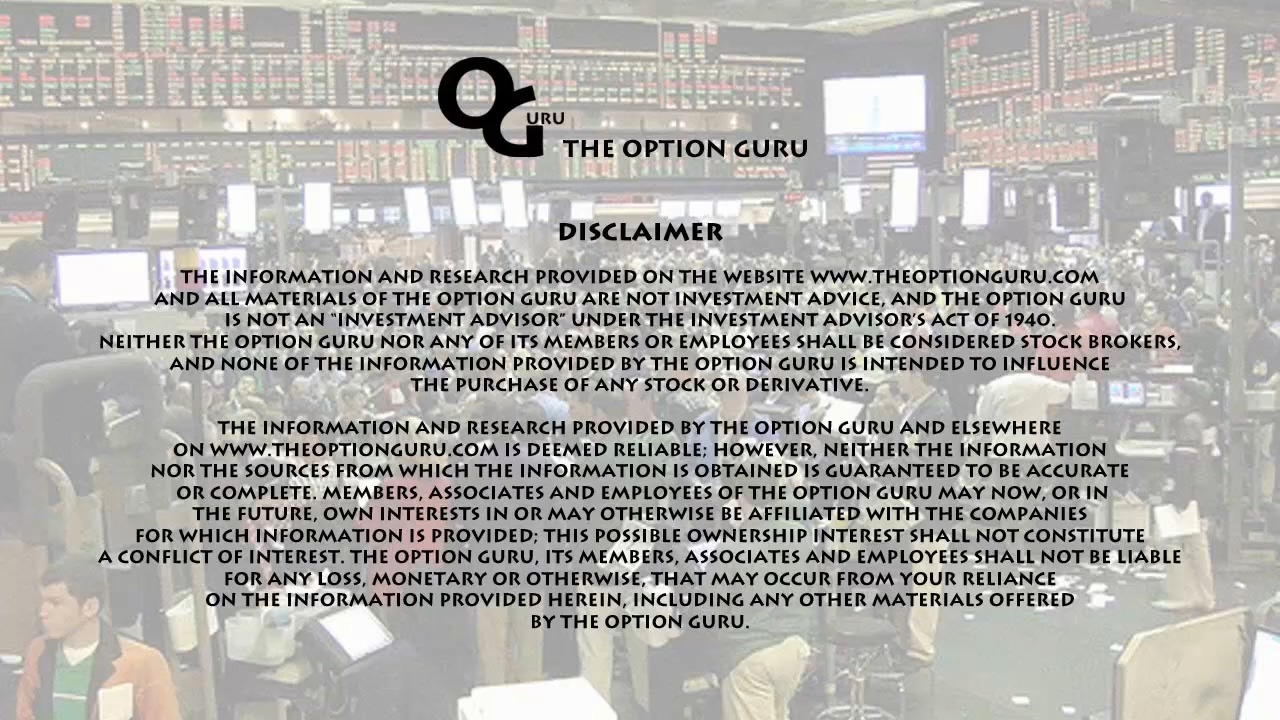 OG URU
THE OPTION GURU
DISCLAIMER
THE INFORMATION AND RESEARCH PROVIDED ON THE WEBSITE WWW.THEOPTIONGURU.COM
AND ALL MATERIALS OF THE OPTION GURU ARE NOT INVESTMENT ADVICE, AND THE OPTION GURU
IS NOT AN “INVESTMENT ADVISOR” UNDER THE INVESTMENT ADVISOR’S ACT OF 1940.
NEITHER THE OPTION GURU NOR ANY OF ITS MEMBERS OR EMPLOYEES SHALL BE CONSIDERED STOCK BROKERS,
AND NONE OF THE INFORMATION PROVIDED BY THE OPTION GURU IS INTENDED TO INFLUENCE
THE PURCHASE OF ANY STOCK OR DERIVATIVE.
THE INFORMATION AND RESEARCH PROVIDED BY THE OPTION GURU AND ELSEWHERE
ON WWW.THEOPTIONGURU.COM IS DEEMED RELIABLE; HOWEVER, NEITHER THE INFORMATION
NOR THE SOURCES FROM WHICH THE INFORMATION IS OBTAINED IS GUARANTEED TO BE ACCURATE
OR COMPLETE. MEMBERS, ASSOCIATES AND EMPLOYEES OF THE OPTION GURU MAY NOW, OR IN
THE FUTURE, OWN INTERESTS IN OR MAY OTHERWISE BE AFFILIATED WITH THE COMPANIES
FOR WHICH INFORMATION IS PROVIDED; THIS POSSIBLE OWNERSHIP INTEREST SHALL NOT CONSTITUTE
A CONFLICT OF INTEREST. THE OPTION GURU, ITS MEMBERS, ASSOCIATES AND EMPLOYEES SHALL NOT BE LIABLE
FOR ANY LOSS, MONETARY OR OTHERWISE, THAT MAY OCCUR FROM YOUR RELIANCE
ON THE INFORMATION PROVIDED HEREIN, INCLUDING ANY OTHER MATERIALS OFFERED
BY THE OPTION GURU.